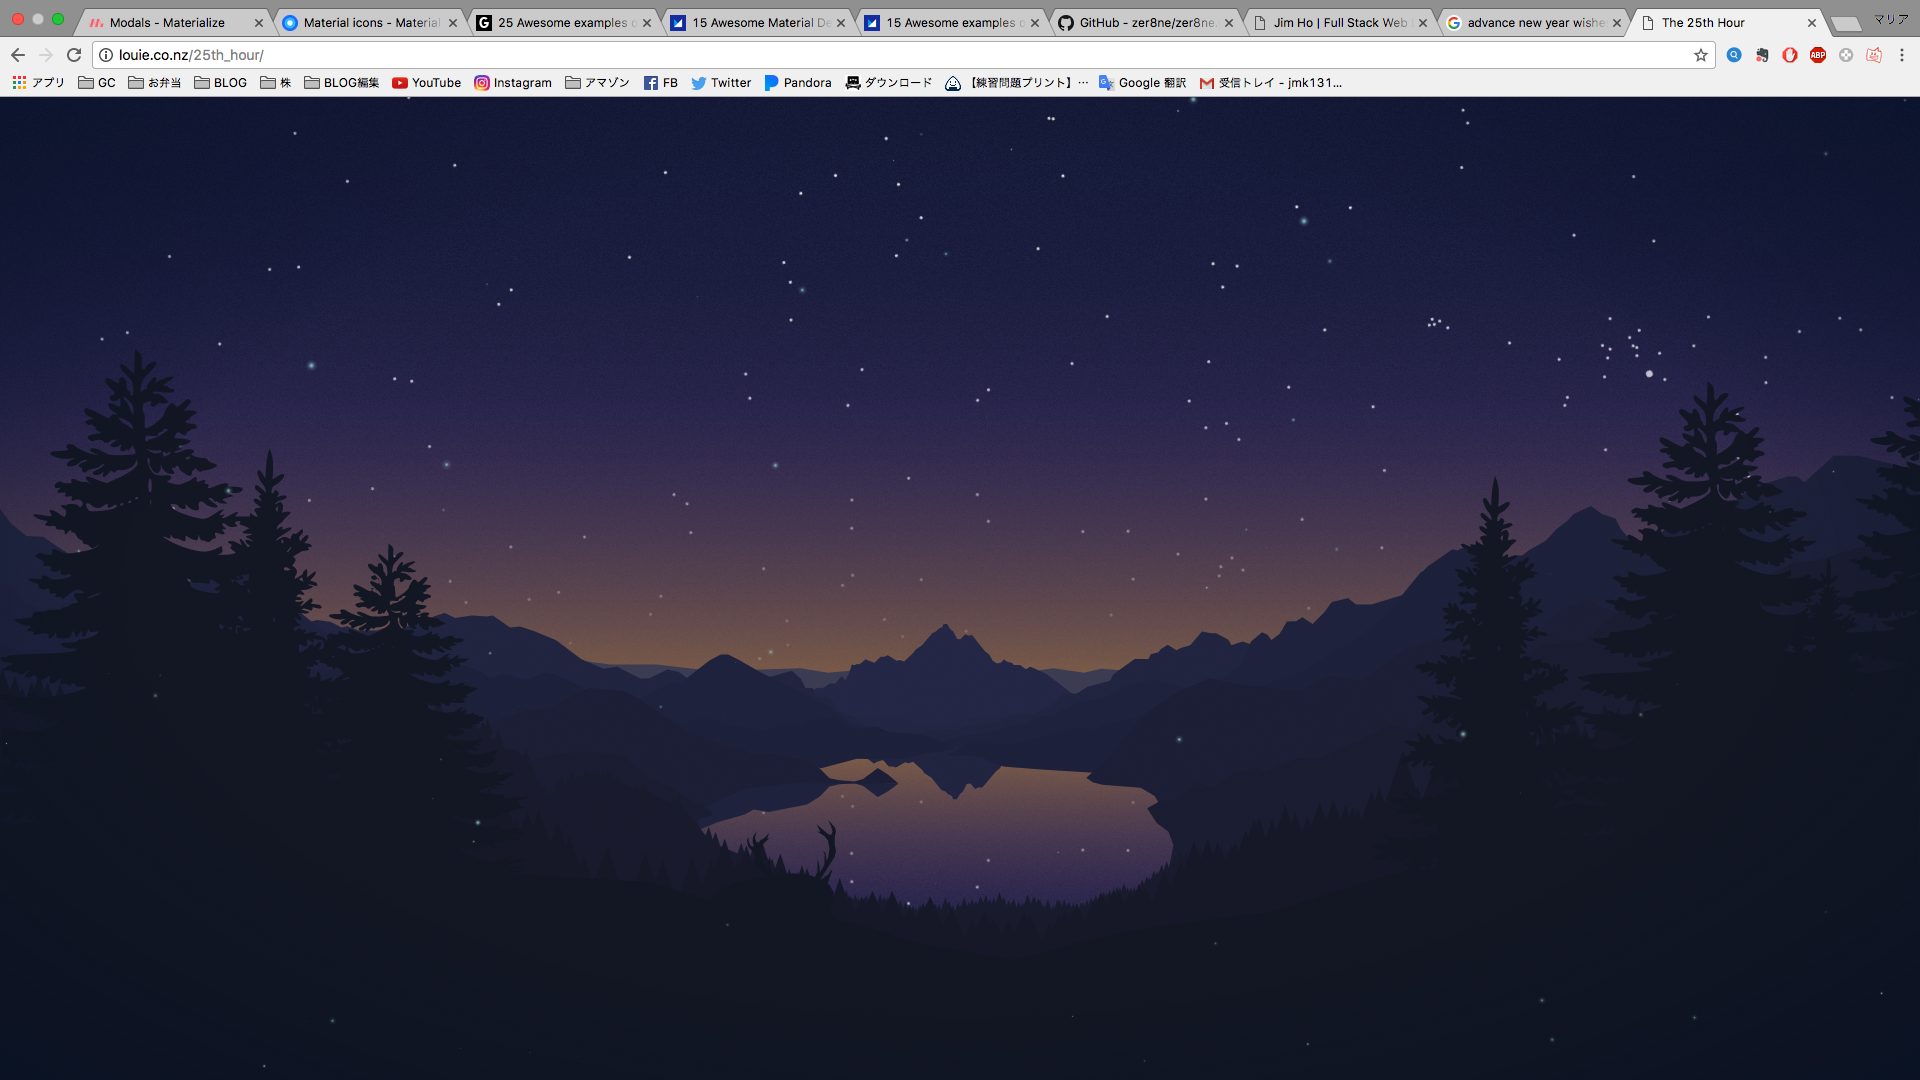 Modals - Materialize
Material icons - Material
25 Awesome examples o
15 Awesome Material De
15 Awesome examples o
GitHub - zer8ne/zer8ne.
Jim Ho | Full Stack Web
advance new year wishe
The 25th Hour
マリア
louie.co.nz/25th_hour/
ABP
アプリ
GC
お弁当
BLOG
株
BLOG編集
YouTube
Instagram
アマゾン
FB
Twitter
Pandora
ダウンロード
【練習問題プリント】…
Google 翻訳
受信トレイ - jmk131...